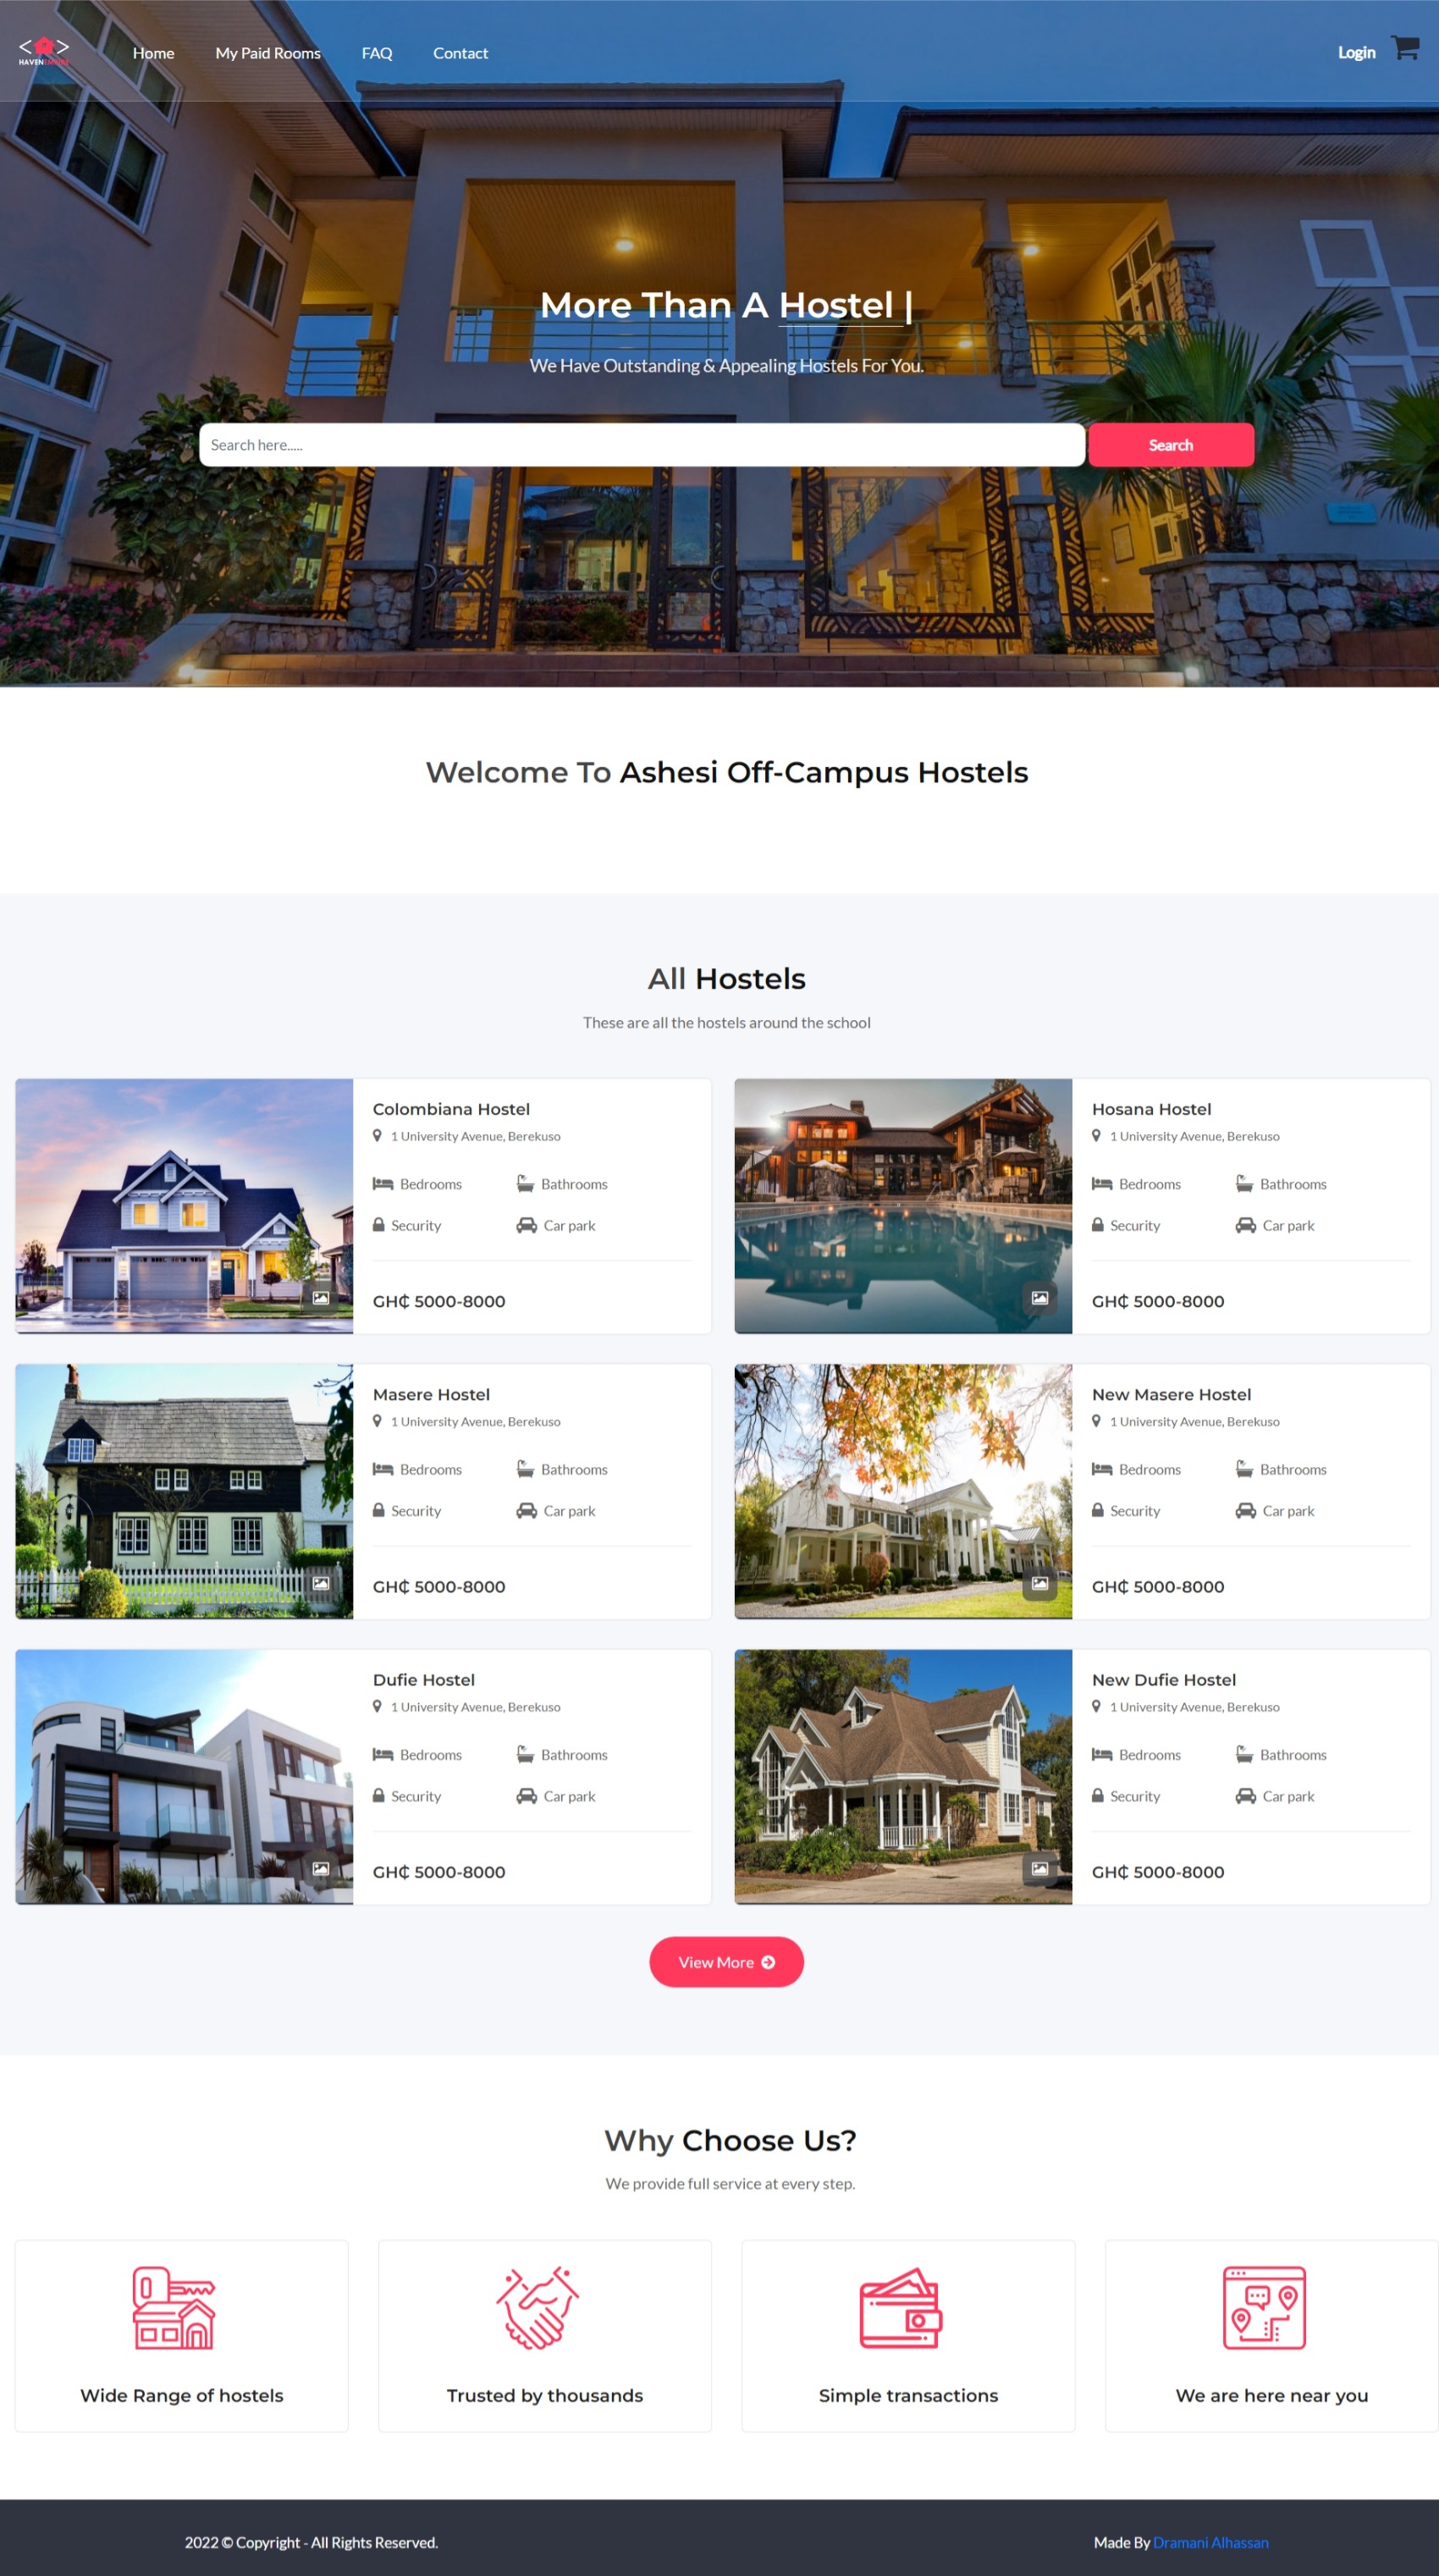 HAVEN
Home
My Paid Rooms
FAQ
Contact
Login
More Than A Hostel |
We Have Outstanding & Appealing Hostels For You.
Search here.....
Search
Welcome To Ashesi Off-Campus Hostels
All Hostels
These are all the hostels around the school
Colombiana Hostel
1 University Avenue, Berekuso
Bedrooms
Bathrooms
Security
Car park
GH₵ 5000-8000
Hosana Hostel
1 University Avenue, Berekuso
Bedrooms
Bathrooms
Security
Car park
GH₵ 5000-8000
Masere Hostel
1 University Avenue, Berekuso
Bedrooms
Bathrooms
Security
Car park
GH₵ 5000-8000
New Masere Hostel
1 University Avenue, Berekuso
Bedrooms
Bathrooms
Security
Car park
GH₵ 5000-8000
Dufie Hostel
1 University Avenue, Berekuso
Bedrooms
Bathrooms
Security
Car park
GH₵ 5000-8000
New Dufie Hostel
1 University Avenue, Berekuso
Bedrooms
Bathrooms
Security
Car park
GH₵ 5000-8000
View More
Why Choose Us?
We provide full service at every step.
Wide Range of hostels
Trusted by thousands
Simple transactions
We are here near you
2022 © Copyright - All Rights Reserved.
Made By Dramani Alhassan